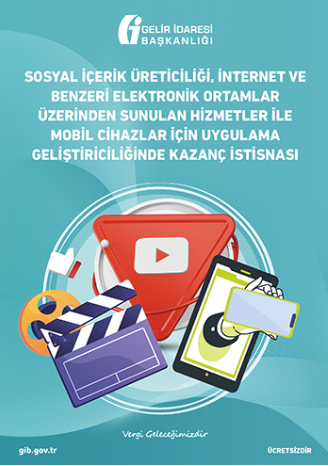 GELİR İDARESİ
BAŞKANLIĞI
SOSYAL İÇERİK ÜRETİCİLİĞİ, İNTERNET VE
BENZERİ ELEKTRONİK ORTAMLAR
ÜZERİNDEN SUNULAN HİZMETLER İLE
MOBİL CİHAZLAR İÇİN UYGULAMA
GELİŞTİRİCİLİĞİNDE KAZANÇ İSTİSNASI
Vergi Geleceğimizdir
gib.gov.tr
ÜCRETSİZDİR